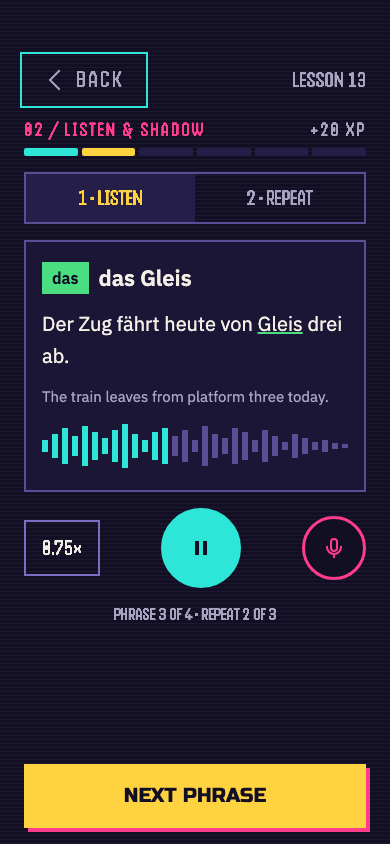 BACK
LESSON 13
02 / LISTEN & SHADOW
+20 XP
1 · LISTEN
2 · REPEAT
das das Gleis
Der Zug fährt heute von Gleis drei
ab.
The train leaves from platform three today.
0.75×
PHRASE 3 OF 4 · REPEAT 2 OF 3
NEXT PHRASE